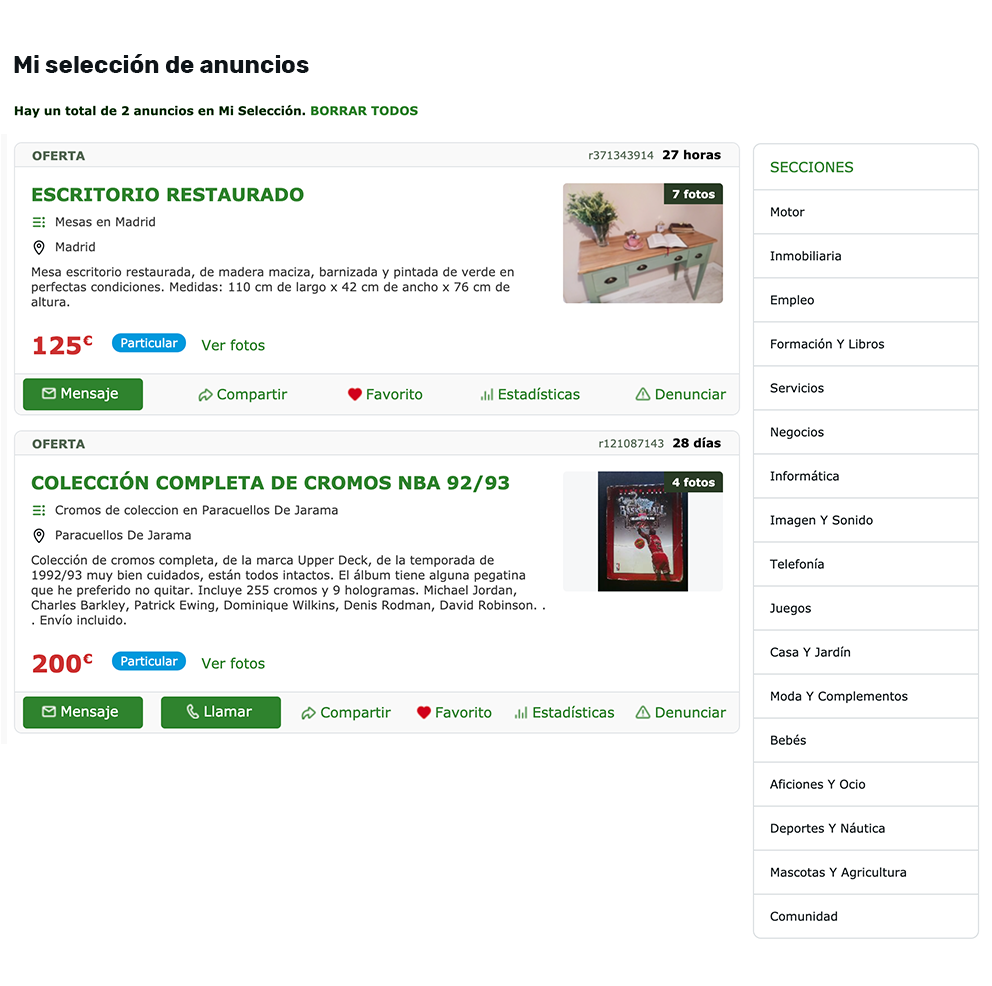 Mi selección de anuncios
Hay un total de 2 anuncios en Mi Selección. BORRAR TODOS
OFERTA r371343914 27 horas
ESCRITORIO RESTAURADO
7 fotos
Mesas en Madrid
Madrid
Mesa escritorio restaurada, de madera maciza, barnizada y pintada de verde en
perfectas condiciones. Medidas: 110 cm de largo x 42 cm de ancho x 76 cm de
altura.
125€ Particular Ver fotos
Mensaje Compartir Favorito Estadísticas Denunciar
OFERTA r121087143 28 días
COLECCIÓN COMPLETA DE CROMOS NBA 92/93
4 fotos
BASKETBALL
Cromos de coleccion en Paracuellos De Jarama
Paracuellos De Jarama
Colección de cromos completa, de la marca Upper Deck, de la temporada de
1992/93 muy bien cuidados, están todos intactos. El álbum tiene alguna pegatina
que he preferido no quitar. Incluye 255 cromos y 9 hologramas. Michael Jordan,
Charles Barkley, Patrick Ewing, Dominique Wilkins, Denis Rodman, David Robinson. .
. Envío incluido.
200€ Particular Ver fotos
Mensaje Llamar Compartir Favorito Estadísticas Denunciar
SECCIONES
Motor
Inmobiliaria
Empleo
Formación Y Libros
Servicios
Negocios
Informática
Imagen Y Sonido
Telefonía
Juegos
Casa Y Jardín
Moda Y Complementos
Bebés
Aficiones Y Ocio
Deportes Y Náutica
Mascotas Y Agricultura
Comunidad